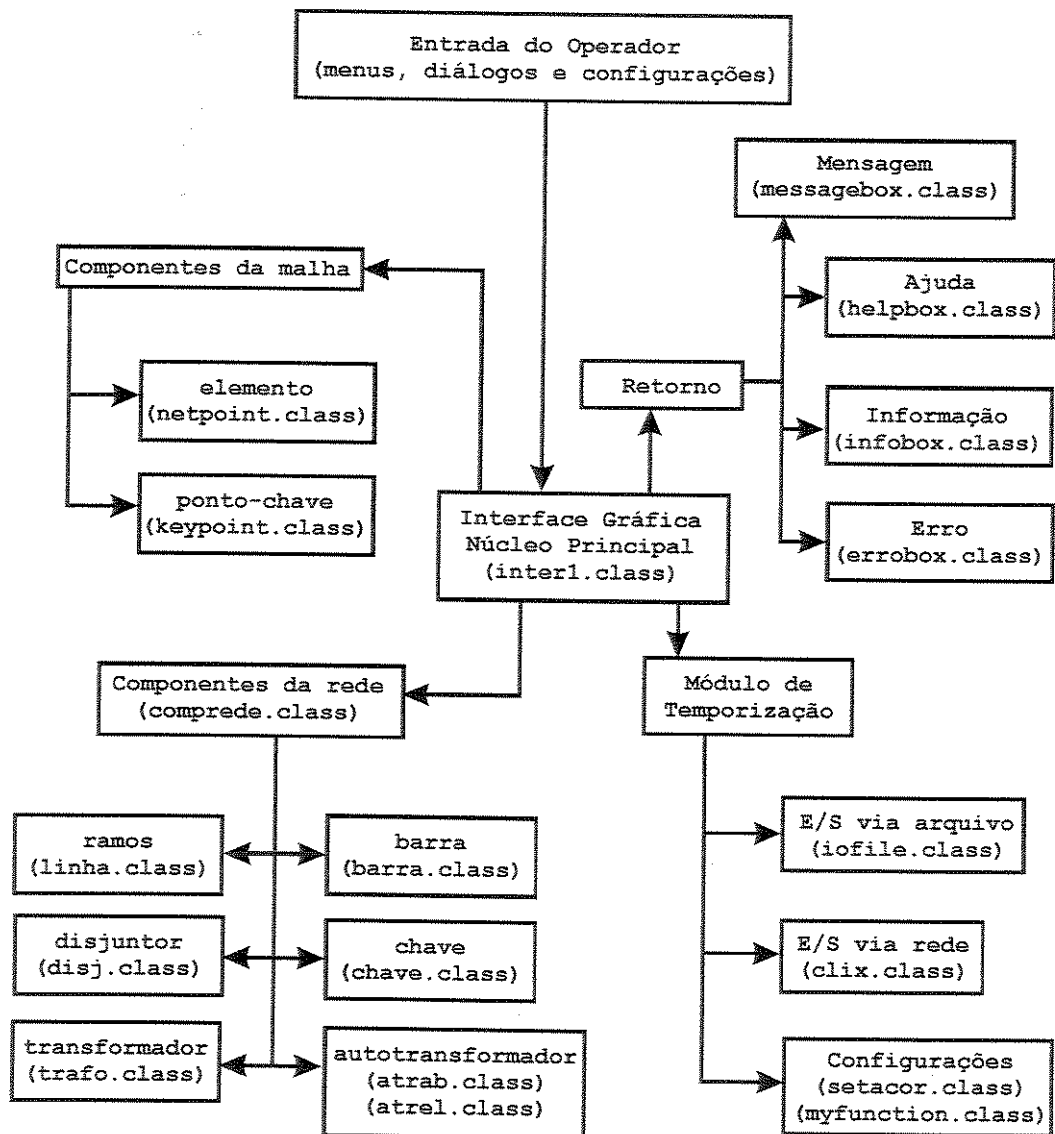 Entrada do Operador
(menus, diálogos e configurações)
Mensagem
(messagebox.class)
Componentes da malha
Ajuda
(helpbox.class)
elemento
(netpoint.class)
Retorno
Informação
(infobox.class)
ponto-chave
(keypoint.class)
Interface Gráfica
Núcleo Principal
(inter1.class)
Erro
(errobox.class)
Componentes da rede
(comprede.class)
Módulo de
Temporização
ramos
(linha.class)
barra
(barra.class)
E/S via arquivo
(iofile.class)
disjuntor
(disj.class)
chave
(chave.class)
E/S via rede
(clix.class)
transformador
(trafo.class)
autotransformador
(atrab.class)
(atrel.class)
Configurações
(setacor.class)
(myfunction.class)